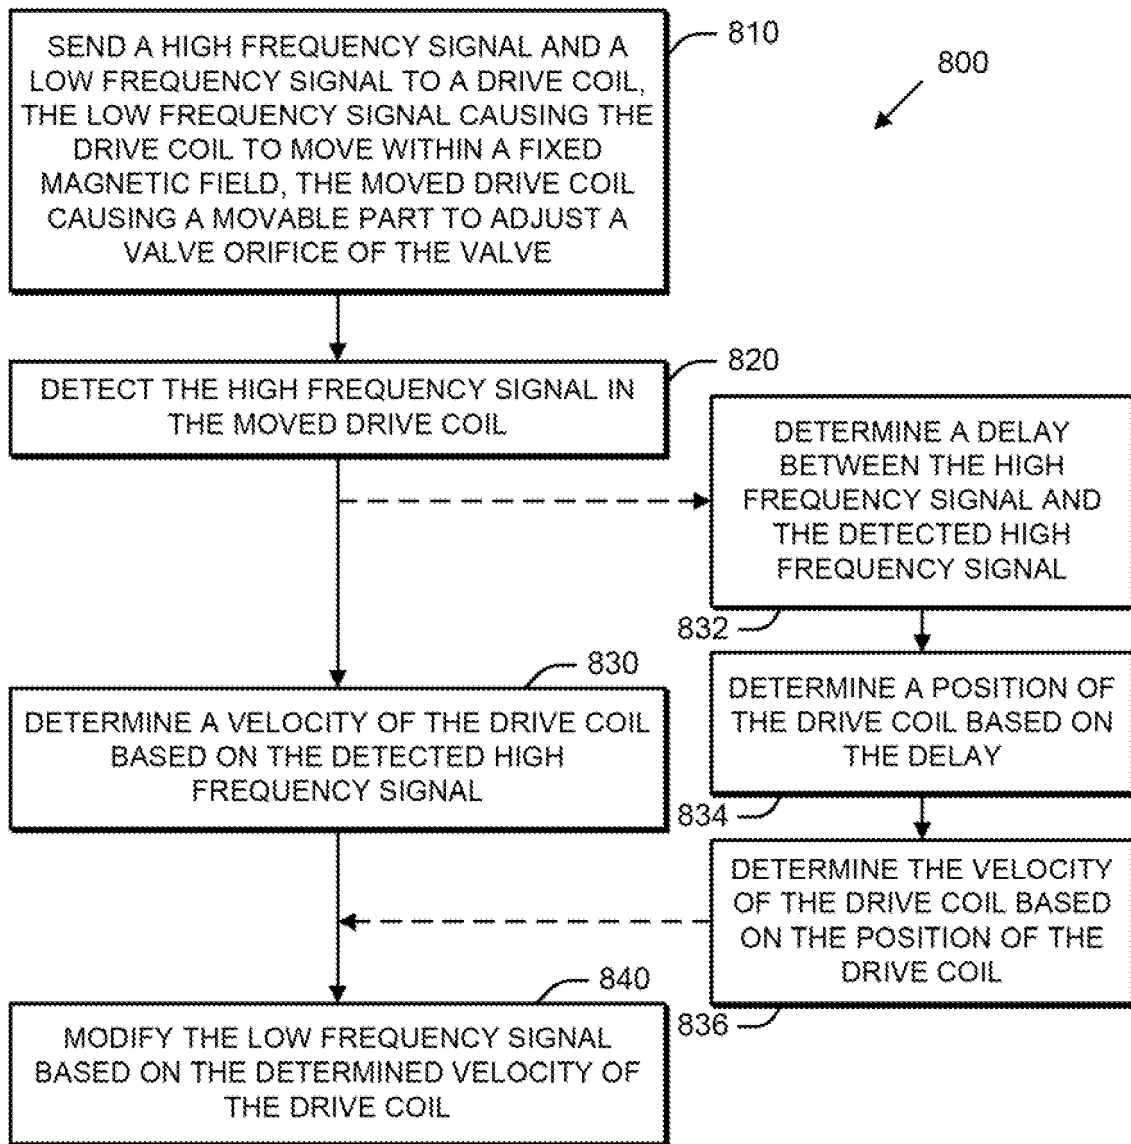 SEND A HIGH FREQUENCY SIGNAL AND A
LOW FREQUENCY SIGNAL TO A DRIVE COIL,
THE LOW FREQUENCY SIGNAL CAUSING THE
DRIVE COIL TO MOVE WITHIN A FIXED
MAGNETIC FIELD, THE MOVED DRIVE COIL
CAUSING A MOVABLE PART TO ADJUST A
VALVE ORIFICE OF THE VALVE
810
800
DETECT THE HIGH FREQUENCY SIGNAL IN
THE MOVED DRIVE COIL
820
DETERMINE A DELAY
BETWEEN THE HIGH
FREQUENCY SIGNAL AND
THE DETECTED HIGH
FREQUENCY SIGNAL
832
DETERMINE A POSITION OF
THE DRIVE COIL BASED ON
THE DELAY
834
DETERMINE THE VELOCITY
OF THE DRIVE COIL BASED
ON THE POSITION OF THE
DRIVE COIL
836
830
DETERMINE A VELOCITY OF THE DRIVE COIL
BASED ON THE DETECTED HIGH
FREQUENCY SIGNAL
840
MODIFY THE LOW FREQUENCY SIGNAL
BASED ON THE DETERMINED VELOCITY OF
THE DRIVE COIL